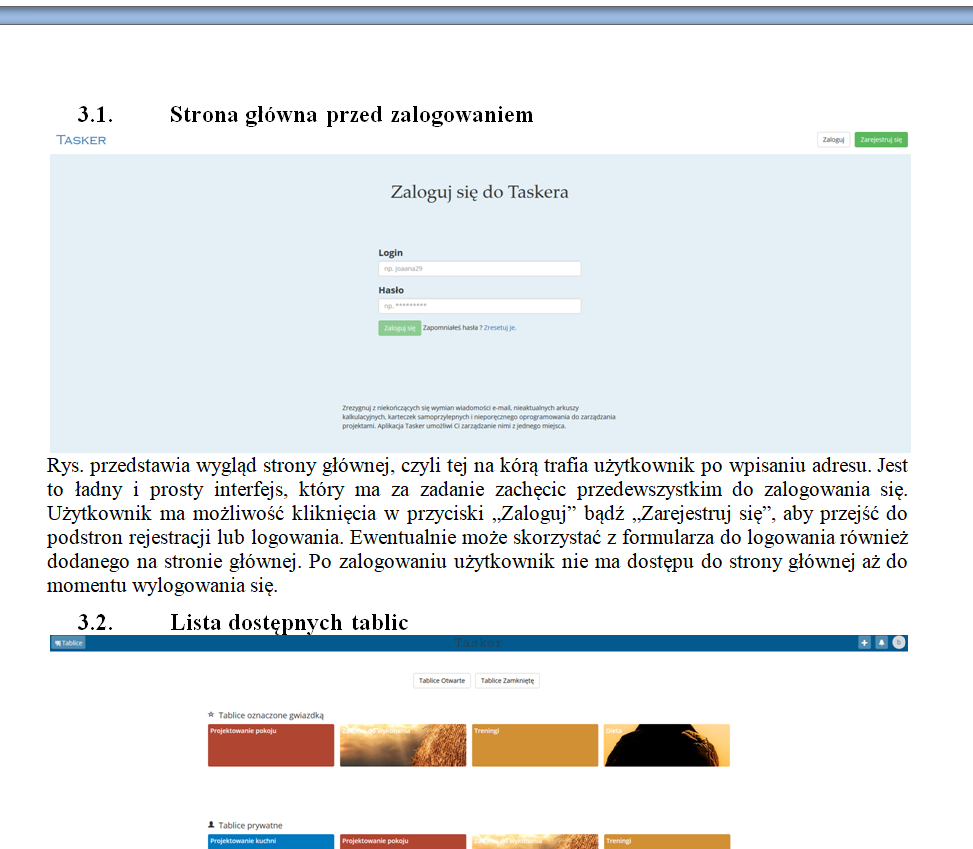 3.1. Strona główna przed zalogowaniem
TASKER
Zaloguj Zarejestruj się
Zaloguj się do Taskera
Login
np. joaana29
Hasło
np. *********
Zaloguj się Zapomniałeś hasła ? Zresetuj je.
Zrezygnuj z niekończących się wymian wiadomości e-mail, nieaktualnych arkuszy
kalkulacyjnych, karteczek samoprzylepnych i nieporęcznego oprogramowania do zarządzania
projektami. Aplikacja Tasker umożliwi Ci zarządzanie nimi z jednego miejsca.
Rys. przedstawia wygląd strony głównej, czyli tej na kórą trafia użytkownik po wpisaniu adresu. Jest
to ładny i prosty interfejs, który ma za zadanie zachęcic przedewszystkim do zalogowania się.
Użytkownik ma możliwość kliknięcia w przyciski „Zaloguj” bądź „Zarejestruj się”, aby przejść do
podstron rejestracji lub logowania. Ewentualnie może skorzystać z formularza do logowania również
dodanego na stronie głównej. Po zalogowaniu użytkownik nie ma dostępu do strony głównej aż do
momentu wylogowania się.
3.2. Lista dostępnych tablic
Tablice Tasker b
Tablice Otwarte Tablice Zamknięte
Tablice oznaczone gwiazdką
Projektowanie pokoju do wykonania Treningi Dieta
Tablice prywatne
Projektowanie kuchni Projektowanie pokoju do wykonania Treningi